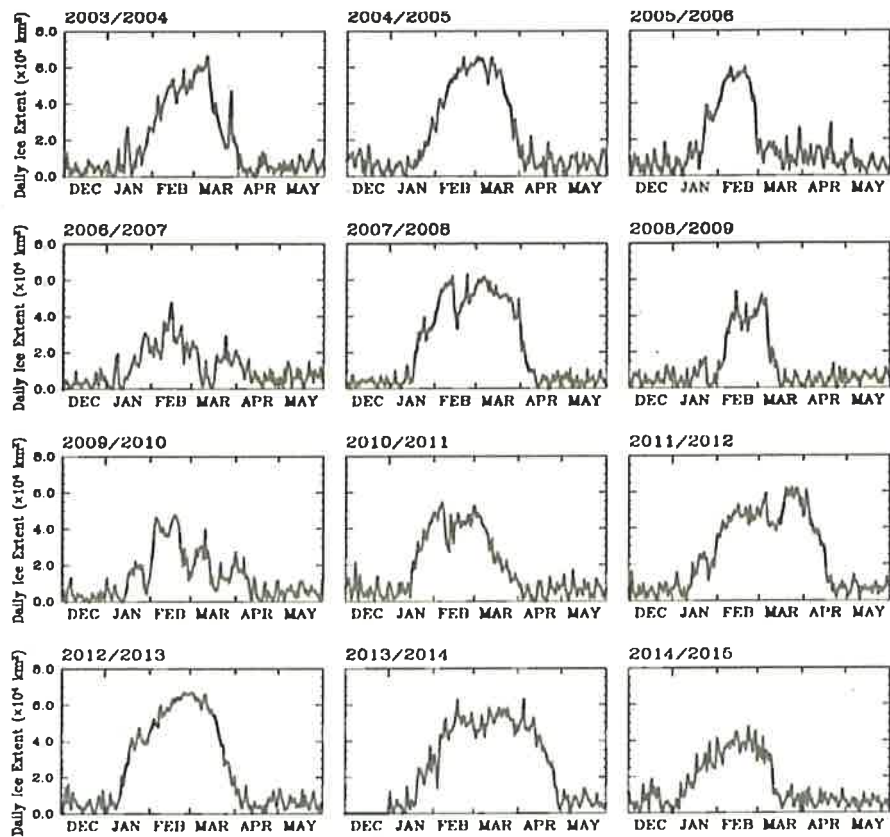 2003/2004 2004/2005 2005/2006
Daily Ice Extent (×10⁴ km²)
8.0
6.0
4.0
2.0
0.0
DEC JAN FEB MAR APR MAY DEC JAN FEB MAR APR MAY DEC JAN FEB MAR APR MAY
2006/2007 2007/2008 2008/2009
Daily Ice Extent (×10⁴ km²)
8.0
6.0
4.0
2.0
0.0
DEC JAN FEB MAR APR MAY DEC JAN FEB MAR APR MAY DEC JAN FEB MAR APR MAY
2009/2010 2010/2011 2011/2012
Daily Ice Extent (×10⁴ km²)
8.0
6.0
4.0
2.0
0.0
DEC JAN FEB MAR APR MAY DEC JAN FEB MAR APR MAY DEC JAN FEB MAR APR MAY
2012/2013 2013/2014 2014/2015
Daily Ice Extent (×10⁴ km²)
8.0
6.0
4.0
2.0
0.0
DEC JAN FEB MAR APR MAY DEC JAN FEB MAR APR MAY DEC JAN FEB MAR APR MAY